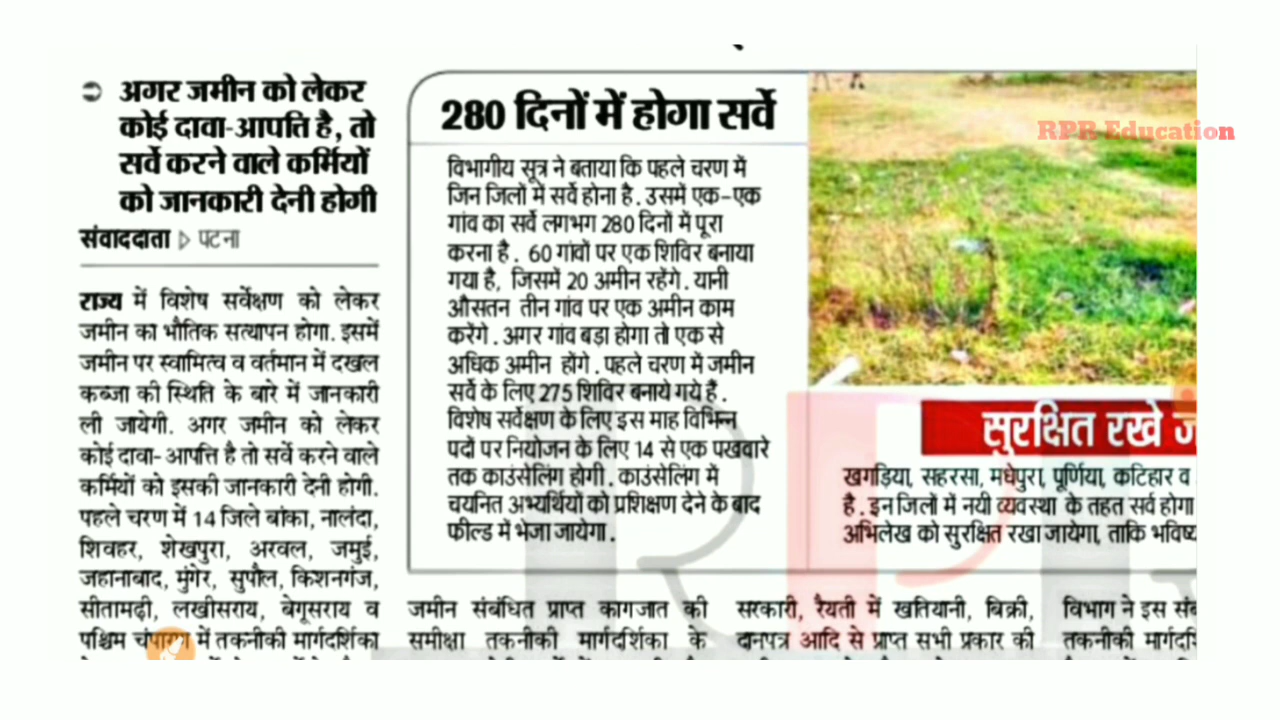 अगर जमीन को लेकर
कोई दावा-आपत्ति है, तो
सर्वे करने वाले कर्मियों
को जानकारी देनी होगी
संवाददाता ▷ पटना
राज्य में विशेष सर्वेक्षण को लेकर
जमीन का भौतिक सत्यापन होगा. इसमें
जमीन पर स्वामित्व व वर्तमान में दखल
कब्जा की स्थिति के बारे में जानकारी
ली जायेगी. अगर जमीन को लेकर
कोई दावा- आपत्ति है तो सर्वे करने वाले
कर्मियों को इसकी जानकारी देनी होगी.
पहले चरण में 14 जिले बांका, नालंदा,
शिवहर, शेखपुरा, अरवल, जमुई,
जहानाबाद, मुंगेर, सुपौल, किशनगंज,
सीतामढ़ी, लखीसराय, बेगूसराय व
पश्चिम चंपारण में तकनीकी मार्गदर्शिका
280 दिनों में होगा सर्वे
विभागीय सूत्र ने बताया कि पहले चरण में
जिन जिलों में सर्वे होना है. उसमें एक-एक
गांव का सर्वे लगभग 280 दिनों में पूरा
करना है. 60 गांवों पर एक शिविर बनाया
गया है, जिसमें 20 अमीन रहेंगे. यानी
औसतन तीन गांव पर एक अमीन काम
करेंगे. अगर गांव बड़ा होगा तो एक से
अधिक अमीन होंगे. पहले चरण में जमीन
सर्वे के लिए 275 शिविर बनाये गये हैं.
विशेष सर्वेक्षण के लिए इस माह विभिन्न
पदों पर नियोजन के लिए 14 से एक पखवारे
तक काउंसेलिंग होगी. काउंसेलिंग में
चयनित अभ्यर्थियों को प्रशिक्षण देने के बाद
फील्ड में भेजा जायेगा.
RPR Education
सुरक्षित रखे
खगड़िया, सहरसा, मधेपुरा, पूर्णिया, कटिहार व
है. इन जिलों में नयी व्यवस्था के तहत सर्व होगा
अभिलेख को सुरक्षित रखा जायेगा, ताकि भविष्
जमीन संबंधित प्राप्त कागजात की
समीक्षा तकनीकी मार्गदर्शिका के
सरकारी, रैयती में खतियानी, बिक्री,
दानपत्र आदि से प्राप्त सभी प्रकार की
विभाग ने इस संब
तकनीकी मार्गदर्शि